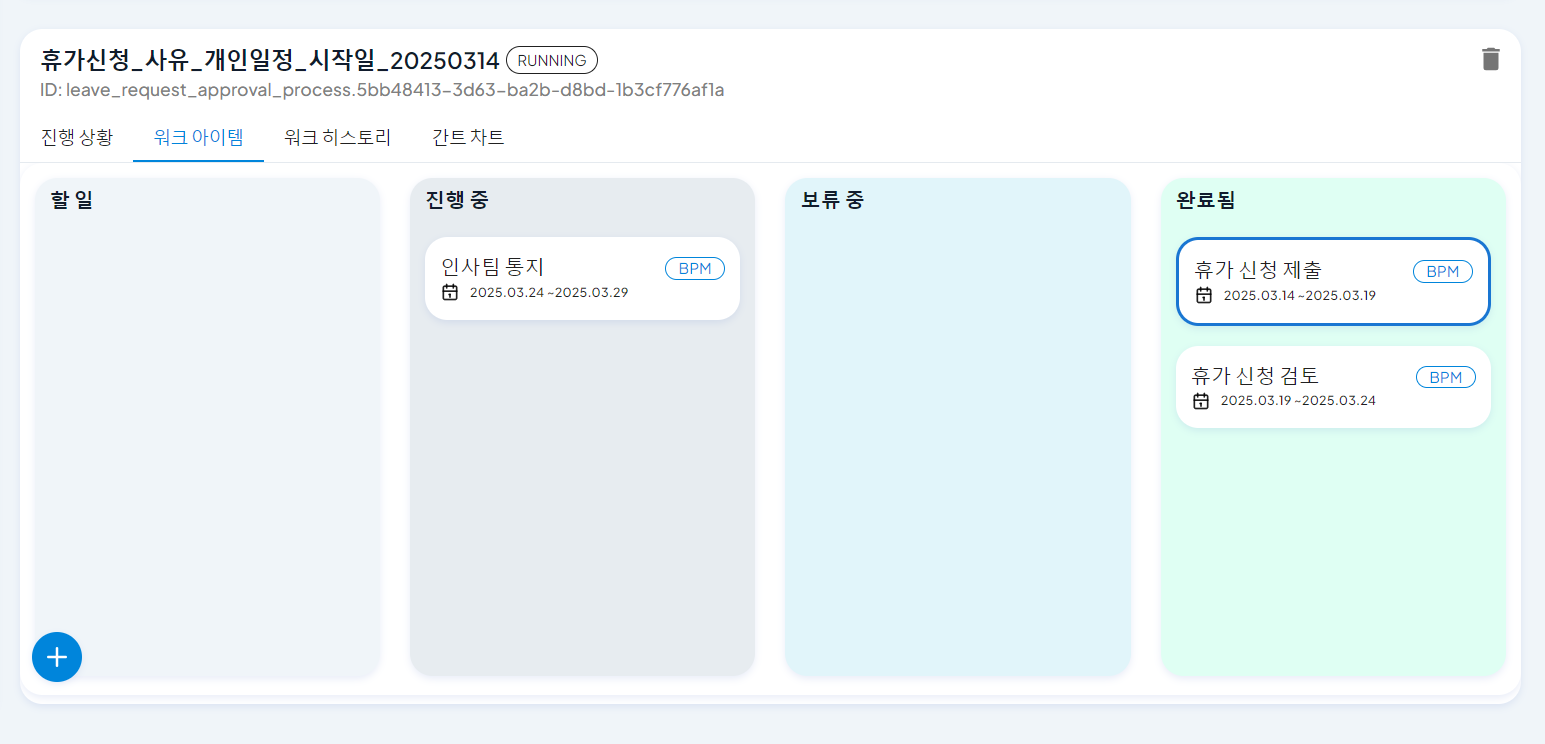 휴가신청_사유_개인일정_시작일_20250314 RUNNING
ID: leave_request_approval_process.5bb48413-3d63-ba2b-d8bd-1b3cf776af1a
진행 상황 워크 아이템 워크 히스토리 간트 차트
할 일
진행 중
인사팀 통지 BPM
2025.03.24 ~2025.03.29
보류 중
완료됨
휴가 신청 제출 BPM
2025.03.14 ~2025.03.19
휴가 신청 검토 BPM
2025.03.19 ~2025.03.24